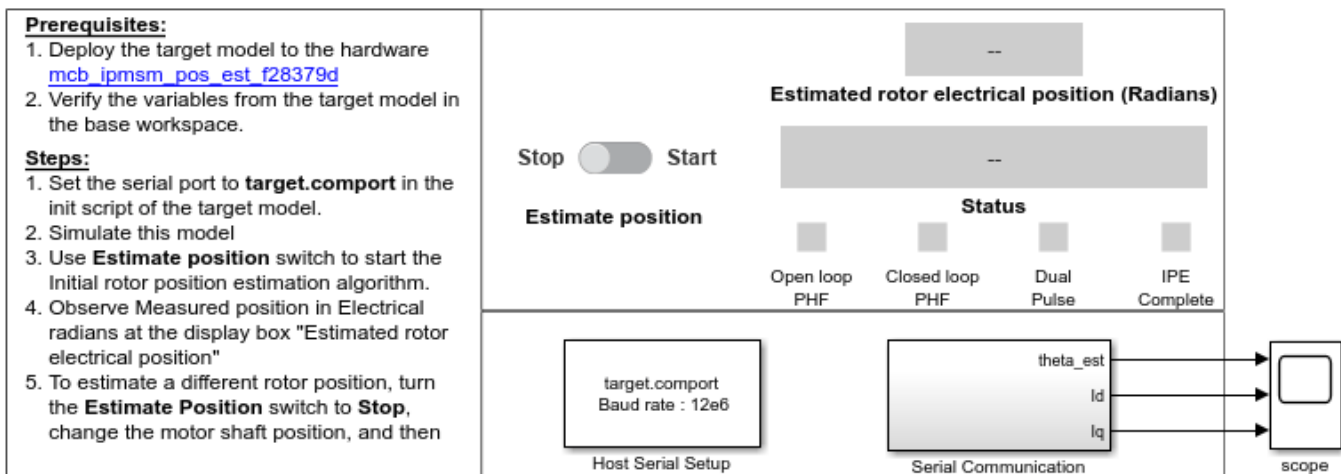 Prerequisites:
1. Deploy the target model to the hardware
mcb_ipmsm_pos_est_f28379d
2. Verify the variables from the target model in
the base workspace.
Steps:
1. Set the serial port to target.comport in the
init script of the target model.
2. Simulate this model
3. Use Estimate position switch to start the
Initial rotor position estimation algorithm.
4. Observe Measured position in Electrical
radians at the display box "Estimated rotor
electrical position"
5. To estimate a different rotor position, turn
the Estimate Position switch to Stop,
change the motor shaft position, and then
--
Estimated rotor electrical position (Radians)
Stop Start
--
Estimate position
Status
Open loop
PHF
Closed loop
PHF
Dual
Pulse
IPE
Complete
target.comport
Baud rate : 12e6
Host Serial Setup
theta_est
Id
Iq
Serial Communication
scope